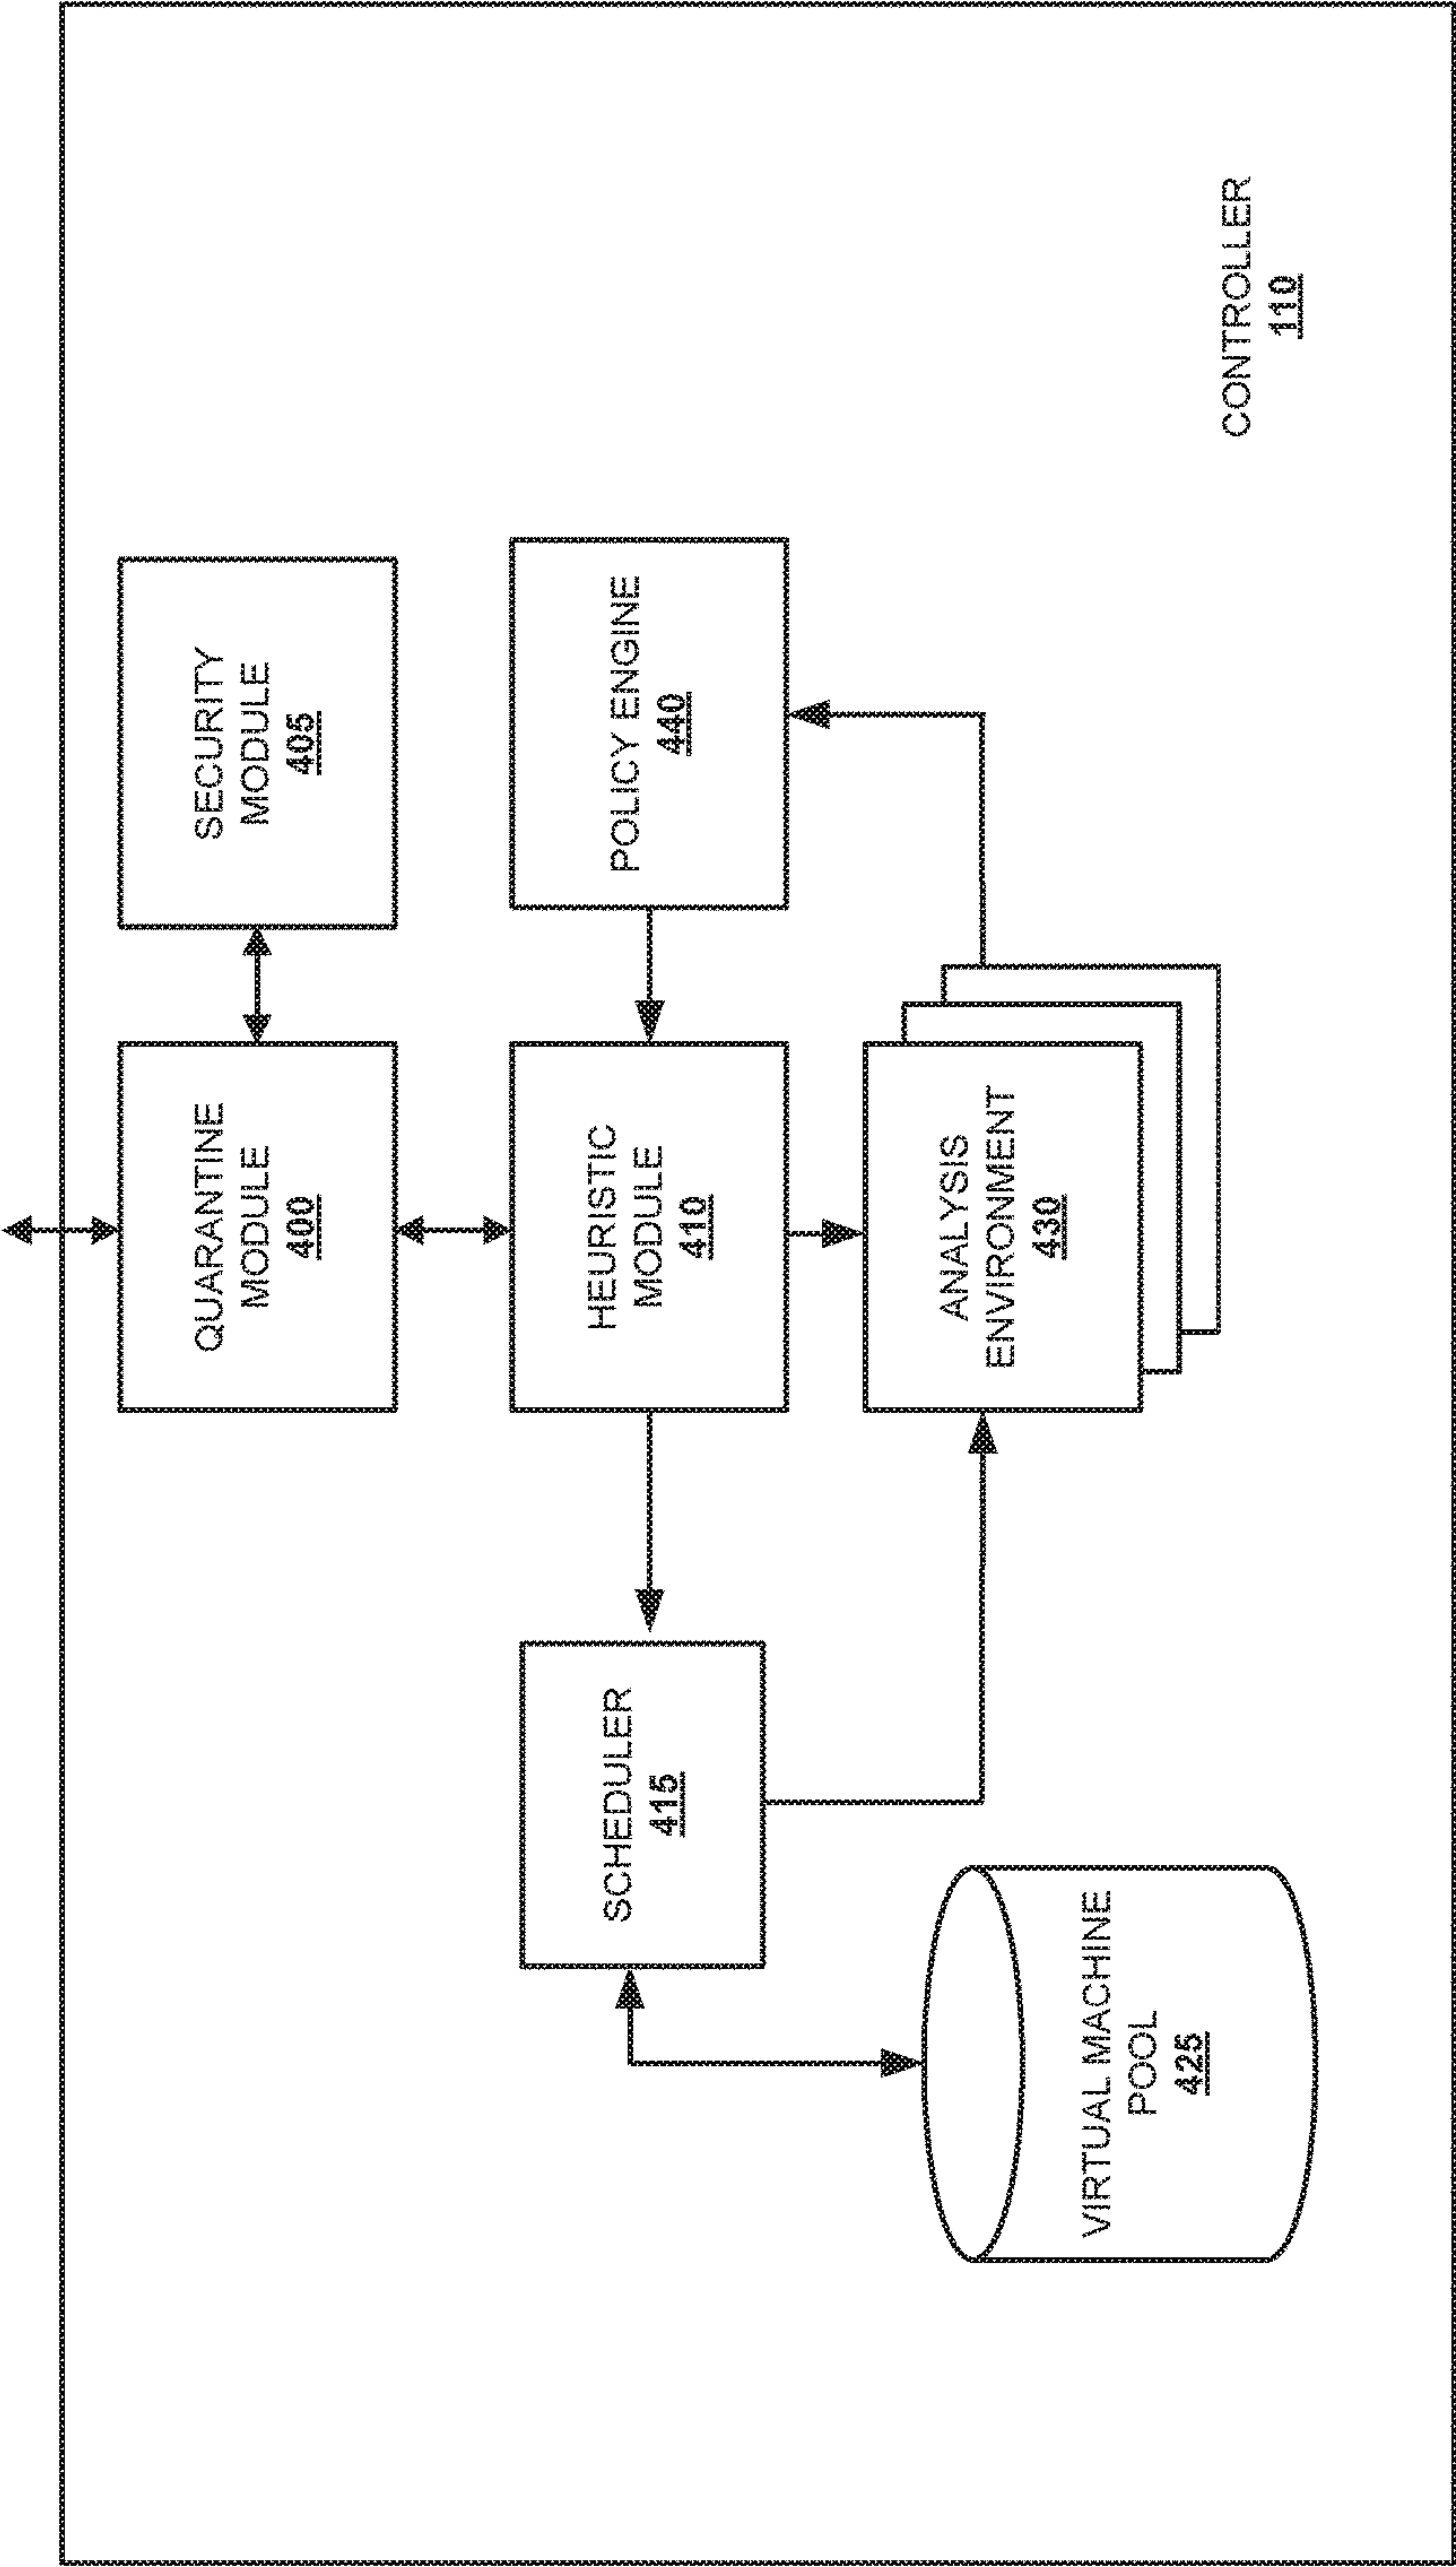 QUARANTINE
MODULE
400
SECURITY
MODULE
405
SCHEDULER
415
HEURISTIC
MODULE
410
POLICY ENGINE
440
VIRTUAL MACHINE
POOL
425
ANALYSIS
ENVIRONMENT
430
CONTROLLER
110